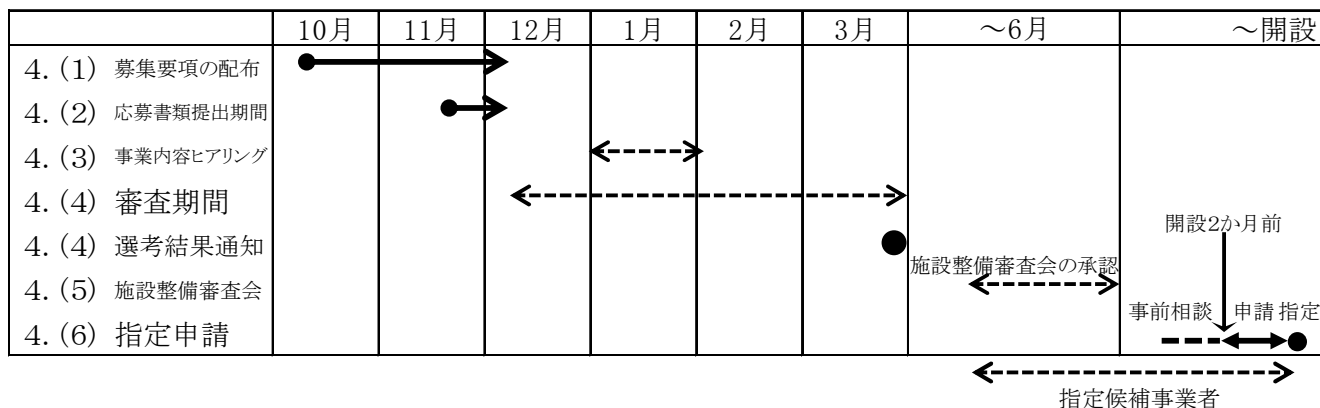 10月 11月 12月 1月 2月 3月 ～6月 ～開設
4.(1) 募集要項の配布
4.(2) 応募書類提出期間
4.(3) 事業内容ヒアリング
4.(4) 審査期間
開設2か月前
4.(4) 選考結果通知
施設整備審査会の承認
4.(5) 施設整備審査会
事前相談 申請 指定
4.(6) 指定申請
指定候補事業者